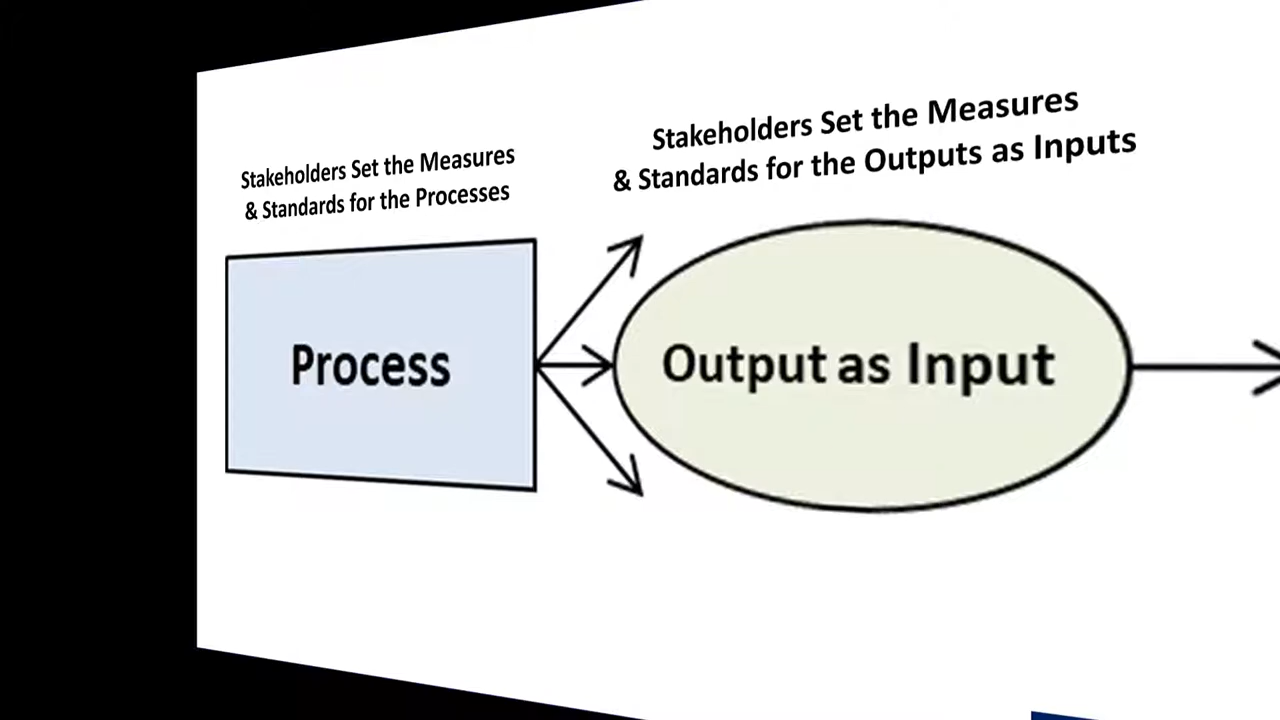 Stakeholders Set the Measures
& Standards for the Processes
Stakeholders Set the Measures
& Standards for the Outputs as Inputs
Process
Output as Input